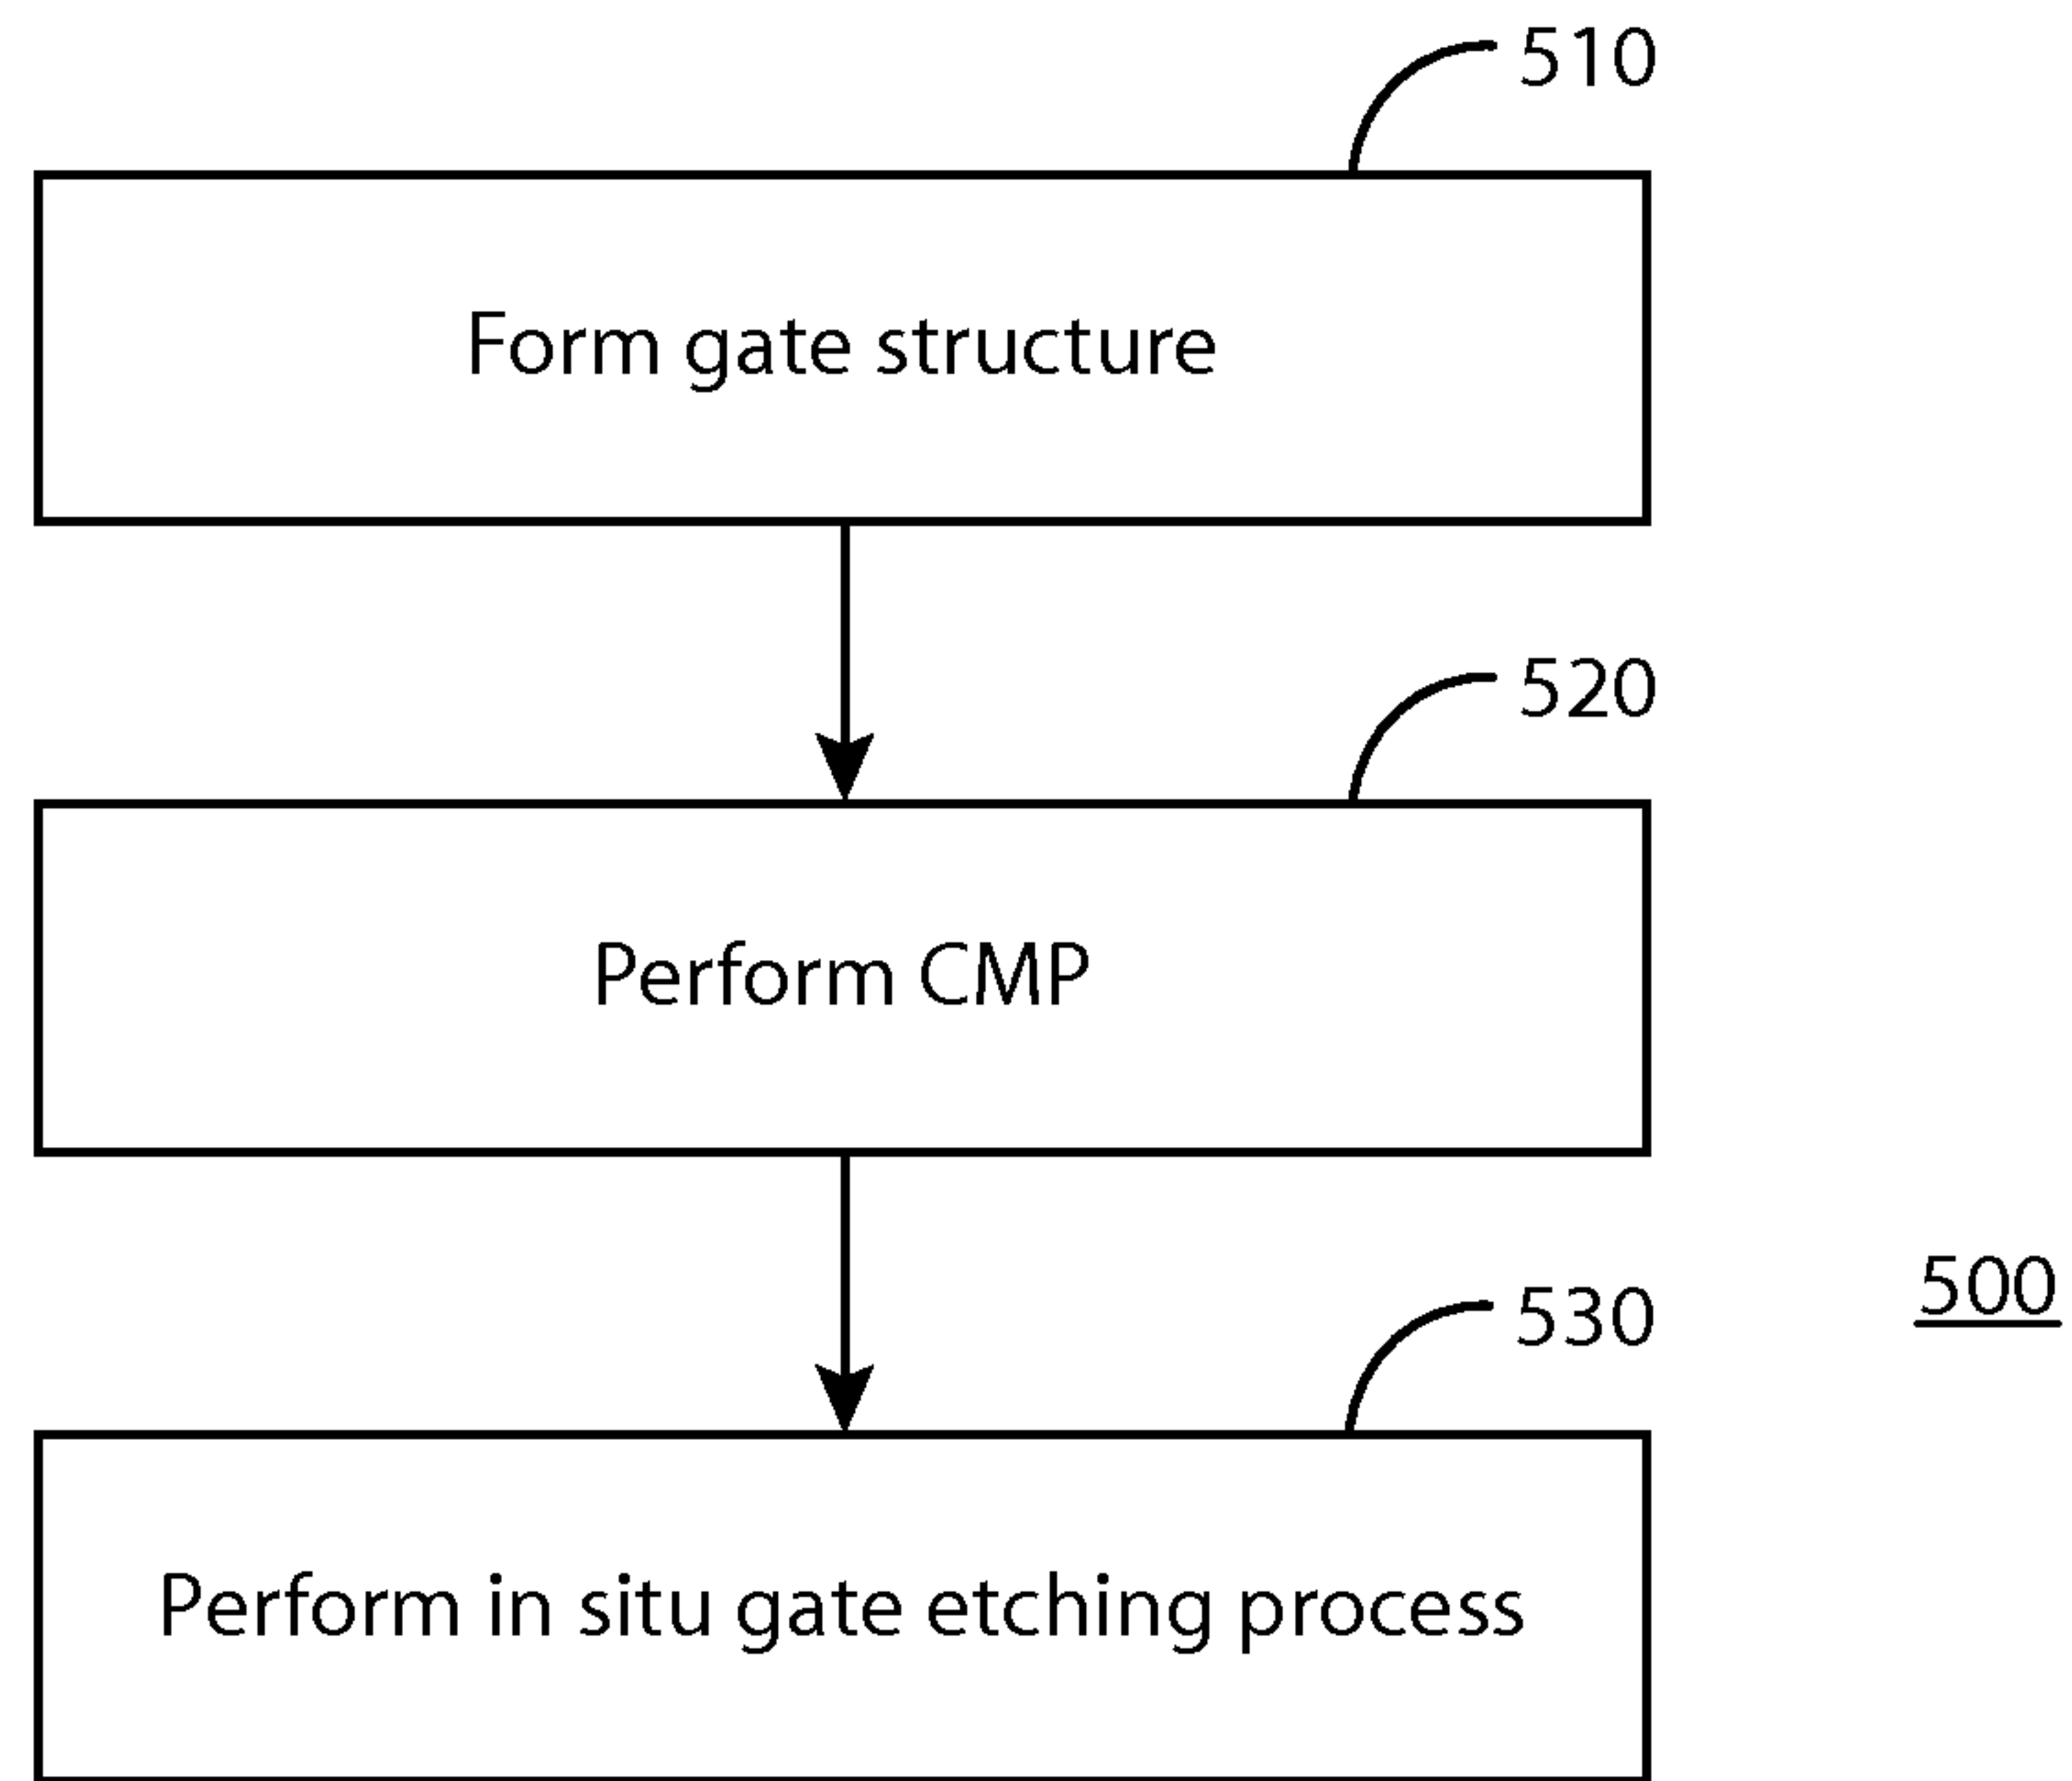 510
Form gate structure
520
Perform CMP
500
530
Perform in situ gate etching process